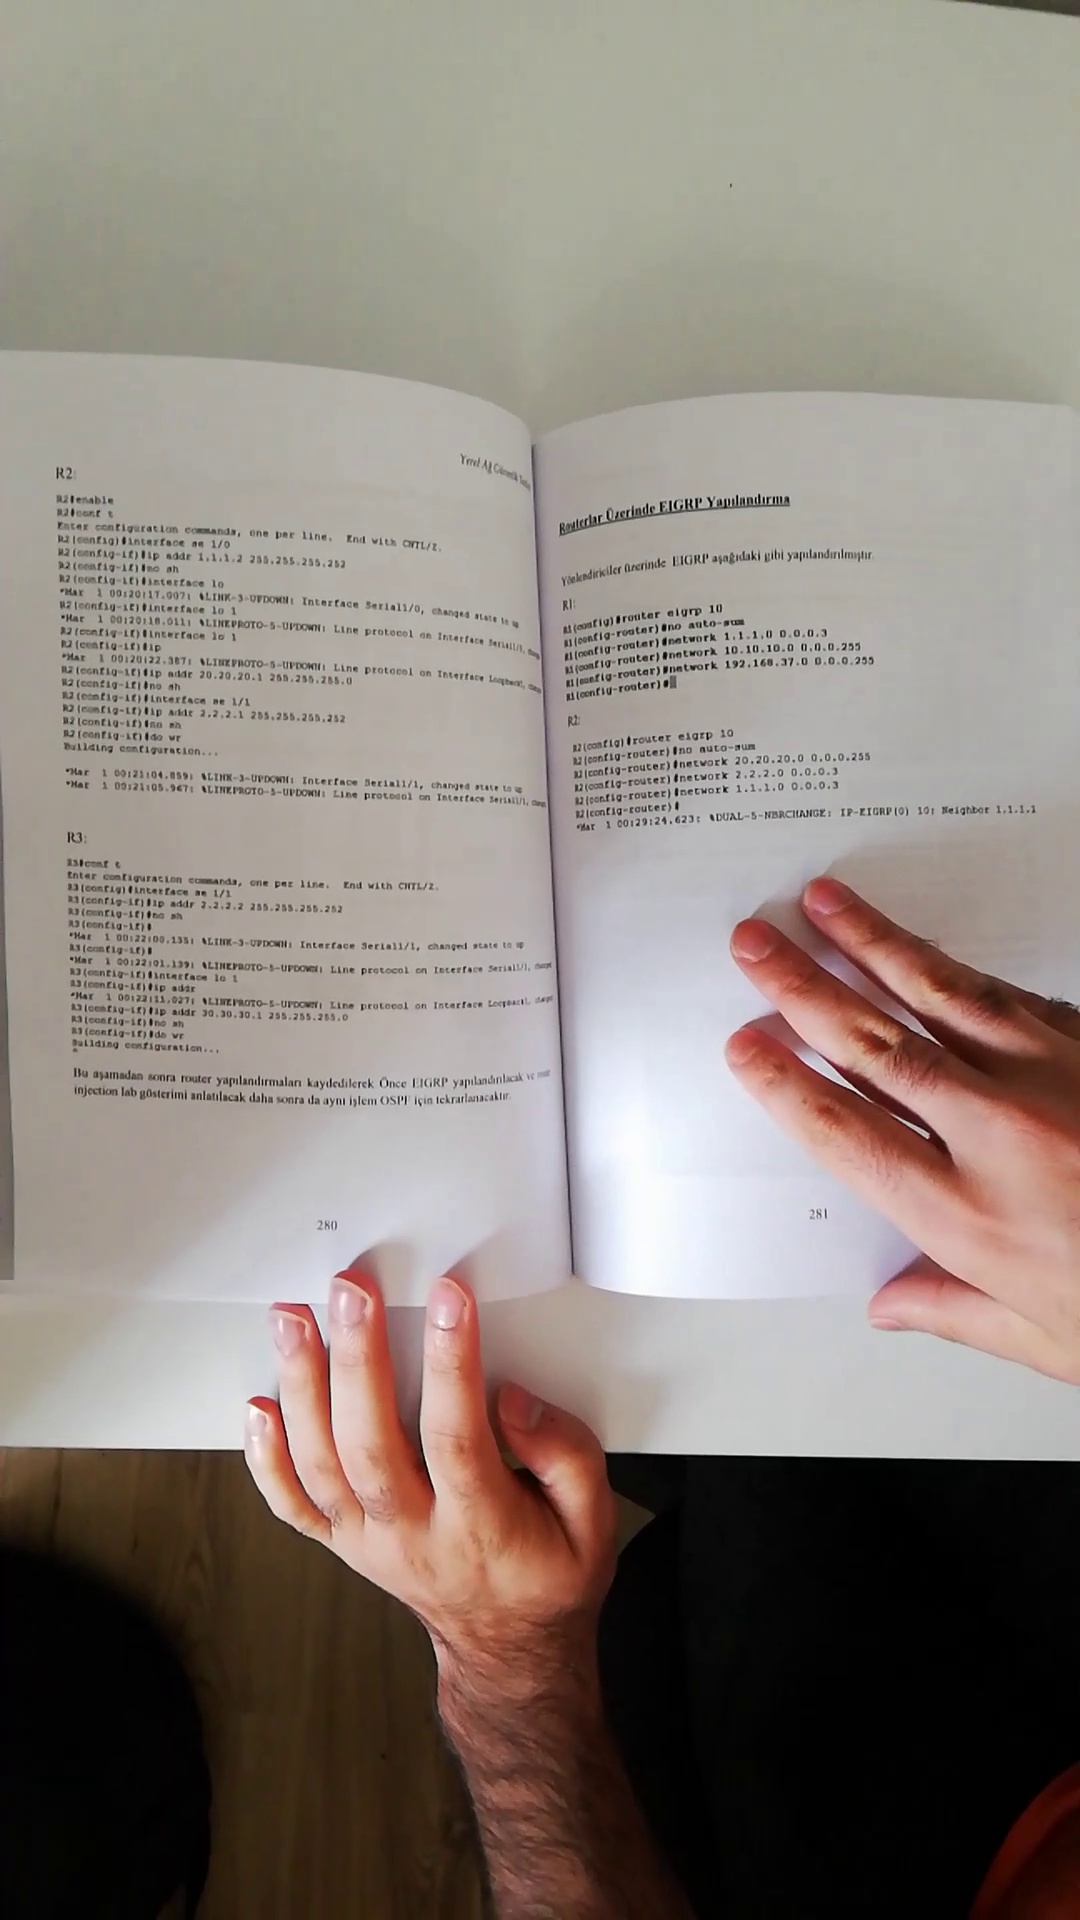 Yerel Ağ Güvenlik
R2:
R2#enable
R2#conf t
Enter configuration commands, one per line.  End with CNTL/Z.
R2(config)#interface se 1/0
R2(config-if)#ip addr 1.1.1.2 255.255.255.252
R2(config-if)#no sh
R2(config-if)#interface lo
*Mar  1 00:20:17.007: %LINK-3-UPDOWN: Interface Serial1/0, changed state to up
R2(config-if)#interface lo 1
*Mar  1 00:20:18.011: %LINEPROTO-5-UPDOWN: Line protocol on Interface Serial1/0,
R2(config-if)#interface lo 1
R2(config-if)#ip
*Mar  1 00:20:22.387: %LINEPROTO-5-UPDOWN: Line protocol on Interface Loopback1,
R2(config-if)#ip addr 20.20.20.1 255.255.255.0
R2(config-if)#no sh
R2(config-if)#interface se 1/1
R2(config-if)#ip addr 2.2.2.1 255.255.255.252
R2(config-if)#no sh
R2(config-if)#do wr
Building configuration...
*Mar  1 00:21:04.859: %LINK-3-UPDOWN: Interface Serial1/1, changed state to up
*Mar  1 00:21:05.967: %LINEPROTO-5-UPDOWN: Line protocol on Interface Serial1/1,
R3:
R3#conf t
Enter configuration commands, one per line.  End with CNTL/Z.
R3(config)#interface se 1/1
R3(config-if)#ip addr 2.2.2.2 255.255.255.252
R3(config-if)#no sh
R3(config-if)#
*Mar  1 00:22:00.135: %LINK-3-UPDOWN: Interface Serial1/1, changed state to up
R3(config-if)#
*Mar  1 00:22:01.139: %LINEPROTO-5-UPDOWN: Line protocol on Interface Serial1/1,
R3(config-if)#interface lo 1
R3(config-if)#ip addr
*Mar  1 00:22:11.027: %LINEPROTO-5-UPDOWN: Line protocol on Interface Loopback1,
R3(config-if)#ip addr 30.30.30.1 255.255.255.0
R3(config-if)#no sh
R3(config-if)#do wr
Building configuration...
Bu aşamadan sonra router yapılandırmaları kaydedilerek Önce EIGRP yapılandırılacak ve
injection lab gösterimi anlatılacak daha sonra da aynı işlem OSPF için tekrarlanacaktır.
280
Routerlar Üzerinde EIGRP Yapılandırma
Yönlendiriciler üzerinde EIGRP aşağıdaki gibi yapılandırılmıştır.
R1:
R1(config)#router eigrp 10
R1(config-router)#no auto-sum
R1(config-router)#network 1.1.1.0 0.0.0.3
R1(config-router)#network 10.10.10.0 0.0.0.255
R1(config-router)#network 192.168.37.0 0.0.0.255
R1(config-router)#
R2:
R2(config)#router eigrp 10
R2(config-router)#no auto-sum
R2(config-router)#network 20.20.20.0 0.0.0.255
R2(config-router)#network 2.2.2.0 0.0.0.3
R2(config-router)#network 1.1.1.0 0.0.0.3
R2(config-router)#
*Mar  1 00:29:24.623: %DUAL-5-NBRCHANGE: IP-EIGRP(0) 10: Neighbor 1.1.1.1
281